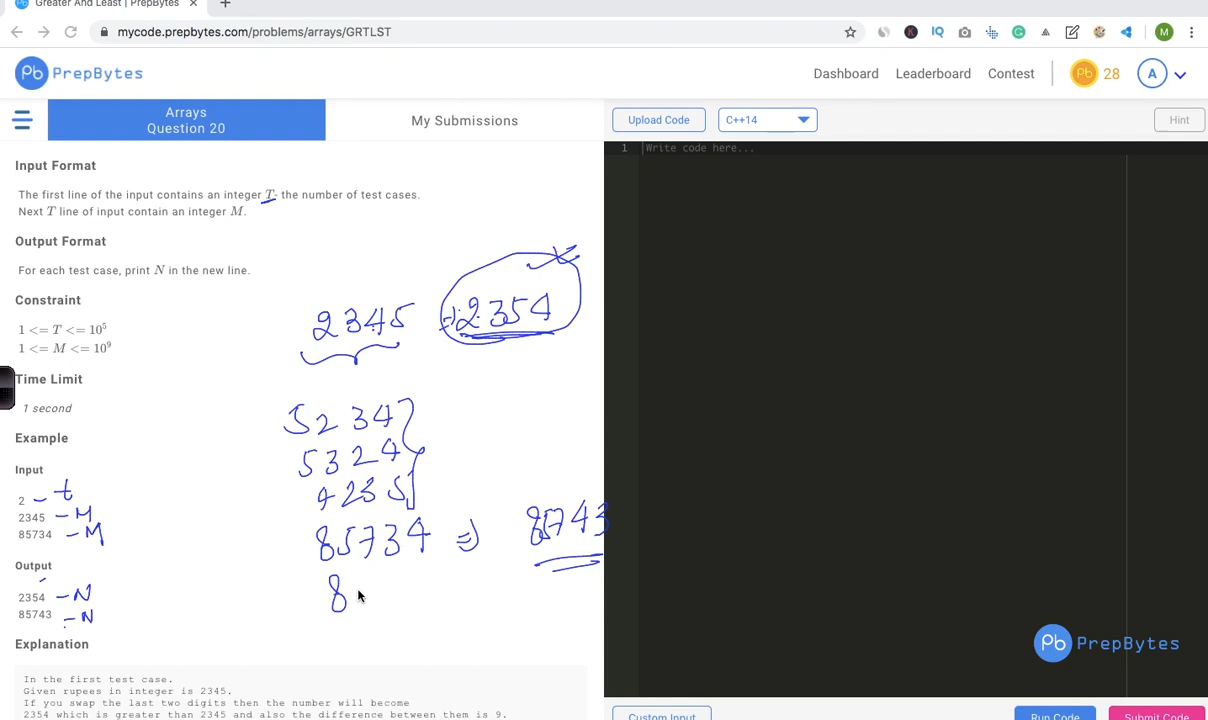 Greater And Least | PrepBytes
mycode.prepbytes.com/problems/arrays/GRTLST
IQ
M
Pb PrepBytes
Dashboard Leaderboard Contest
Pb 28 A
Arrays
Question 20
My Submissions
Upload Code
C++14
Hint
1 Write code here...
Input Format
The first line of the input contains an integer T- the number of test cases.
Next T line of input contain an integer M.
Output Format
For each test case, print N in the new line.
Constraint
1 <= T <= 10⁵
1 <= M <= 10⁹
2345 ⇒ 2354
Time Limit
1 second
5234
5324
4235
85734 ⇒ 85743
8
Example
Input
2 – t
2345 – M
85734 – M
Output
2354 – N
85743 – N
Explanation
In the first test case.
Given rupees in integer is 2345.
If you swap the last two digits then the number will become
2354 which is greater than 2345 and also the difference between them is 9.
Pb PrepBytes
Custom Input
Run Code
Submit Code